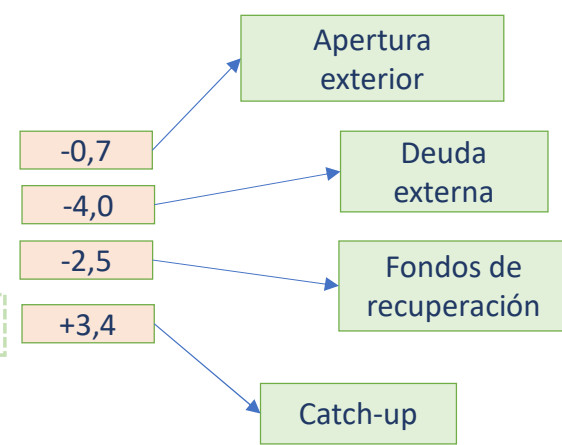 Apertura
exterior
-0,7
Deuda
externa
-4,0
-2,5
Fondos de
recuperación
+3,4
Catch-up